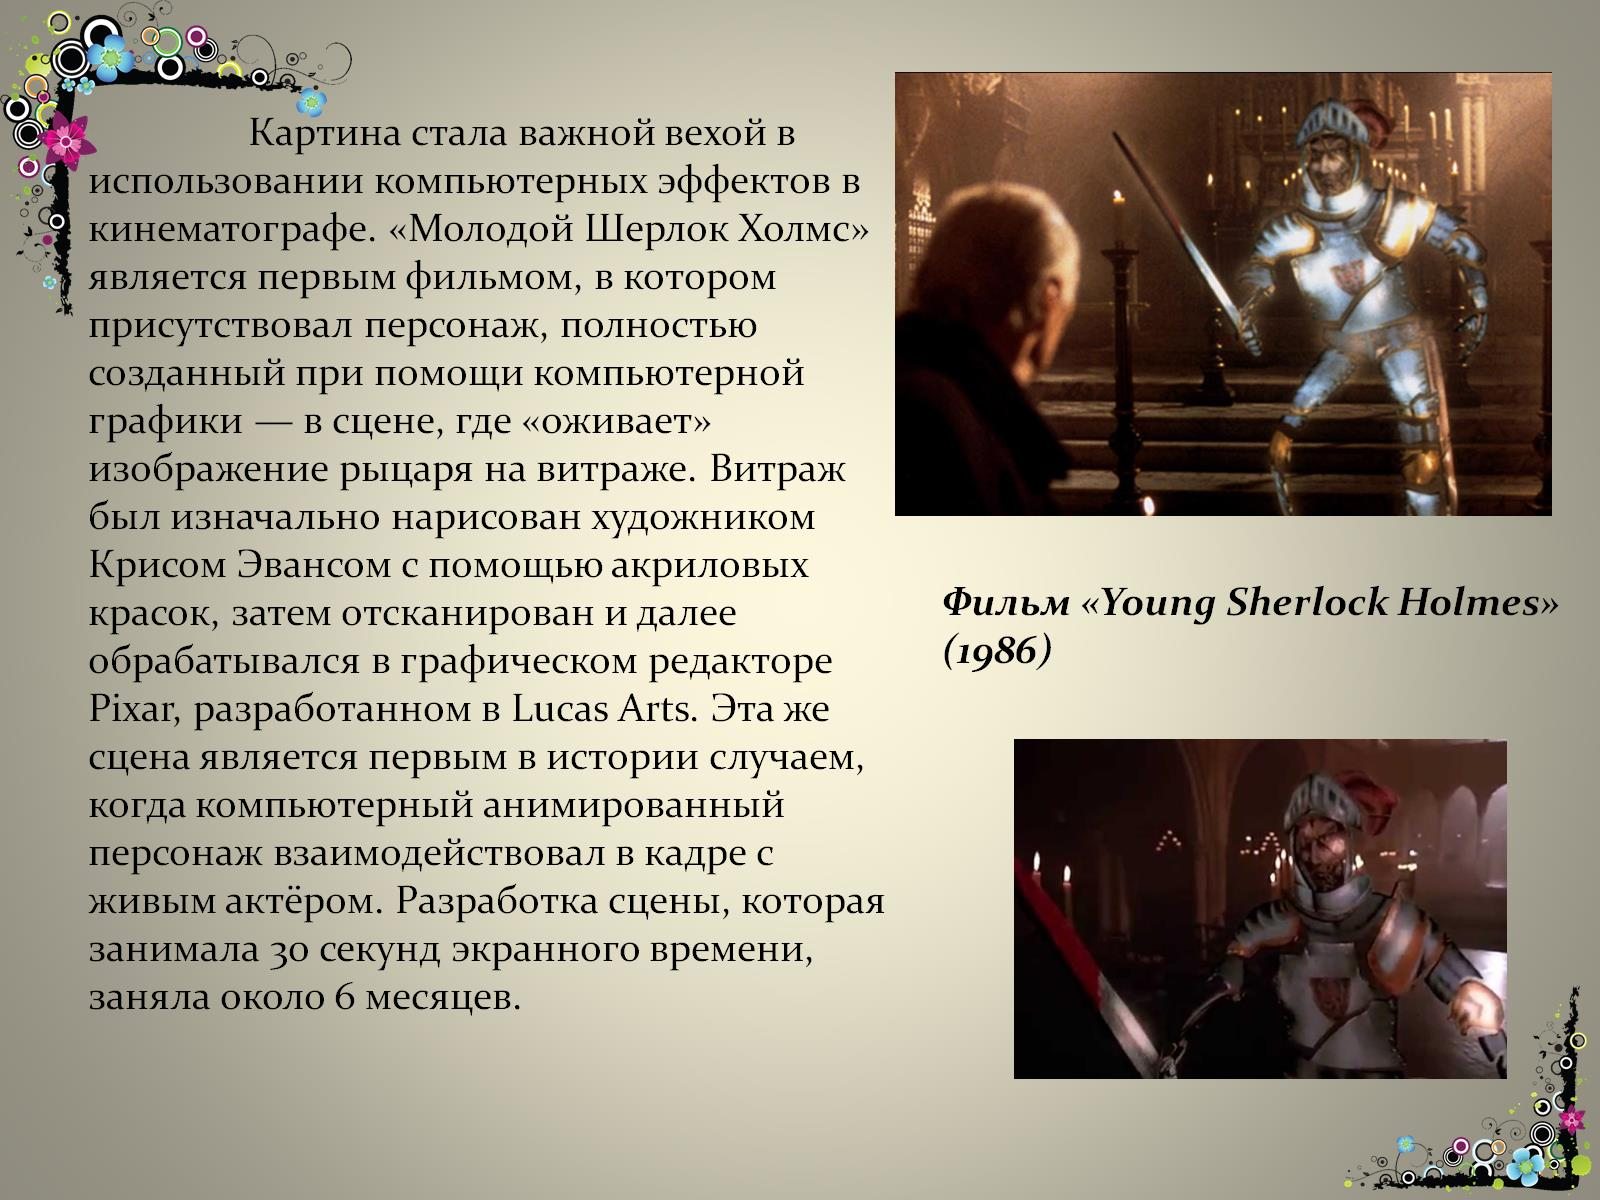 Картина стала важной вехой в
использовании компьютерных эффектов в
кинематографе. «Молодой Шерлок Холмс»
является первым фильмом, в котором
присутствовал персонаж, полностью
созданный при помощи компьютерной
графики — в сцене, где «оживает»
изображение рыцаря на витраже. Витраж
был изначально нарисован художником
Крисом Эвансом с помощью акриловых
красок, затем отсканирован и далее
обрабатывался в графическом редакторе
Pixar, разработанном в Lucas Arts. Эта же
сцена является первым в истории случаем,
когда компьютерный анимированный
персонаж взаимодействовал в кадре с
живым актёром. Разработка сцены, которая
занимала 30 секунд экранного времени,
заняла около 6 месяцев.
Фильм «Young Sherlock Holmes»
(1986)